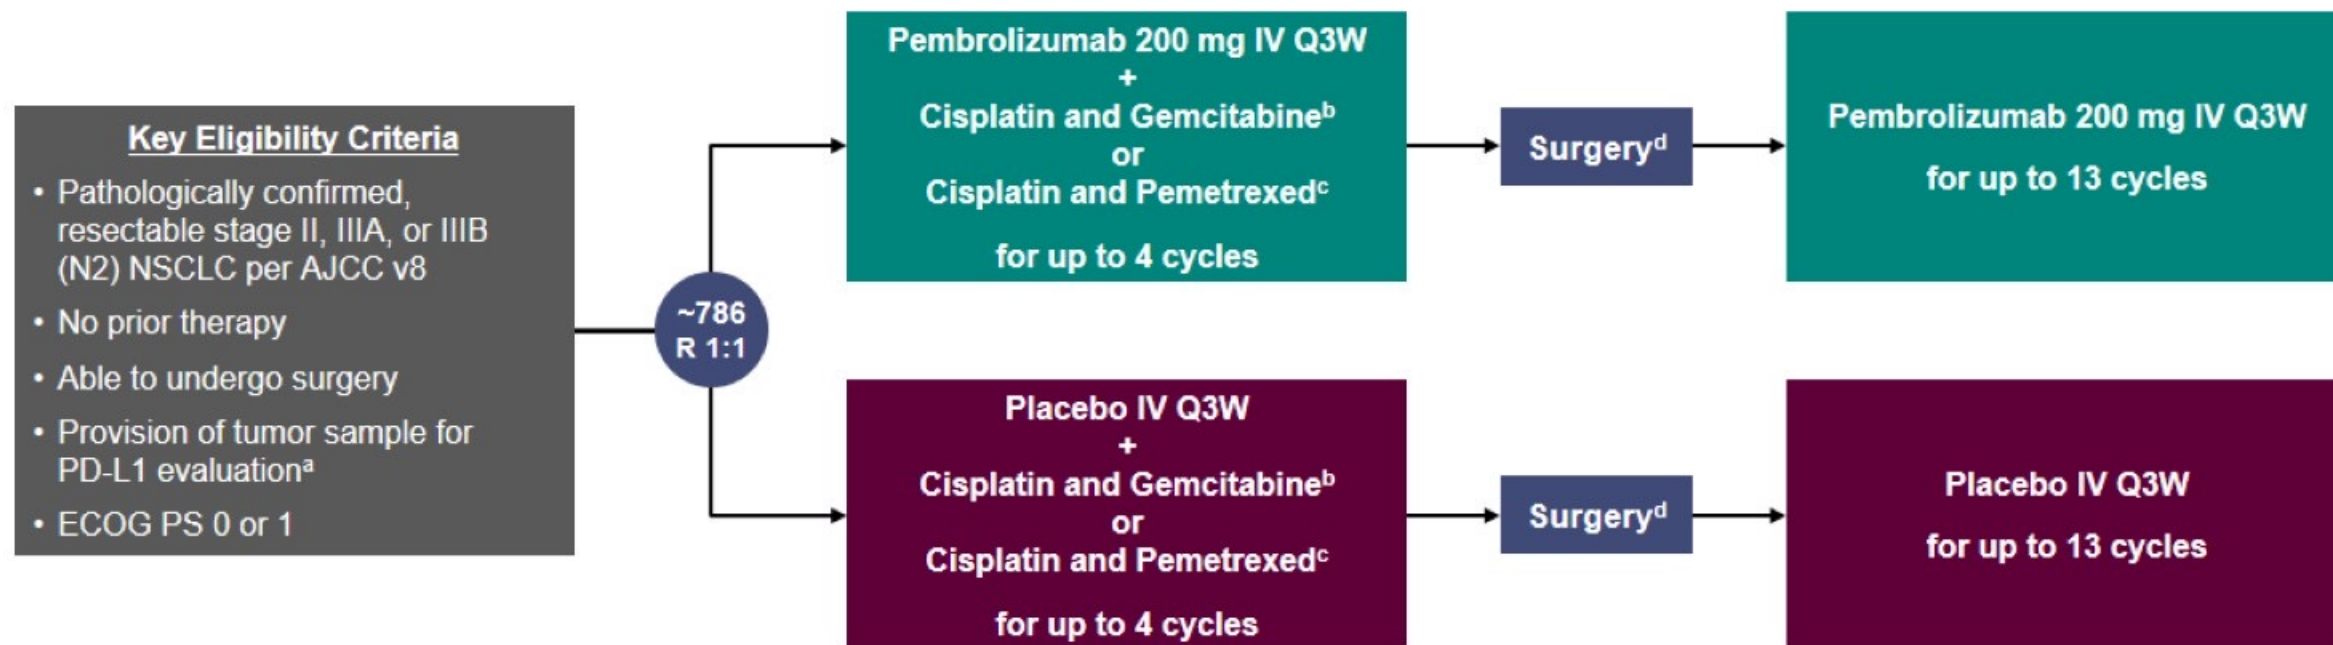 Key Eligibility Criteria
• Pathologically confirmed,
resectable stage II, IIIA, or IIIB
(N2) NSCLC per AJCC v8
• No prior therapy
• Able to undergo surgery
• Provision of tumor sample for
PD-L1 evaluationᵃ
• ECOG PS 0 or 1
~786
R 1:1
Pembrolizumab 200 mg IV Q3W
+
Cisplatin and Gemcitabineᵇ
or
Cisplatin and Pemetrexedᶜ
for up to 4 cycles
Surgeryᵈ
Pembrolizumab 200 mg IV Q3W
for up to 13 cycles
Placebo IV Q3W
+
Cisplatin and Gemcitabineᵇ
or
Cisplatin and Pemetrexedᶜ
for up to 4 cycles
Surgeryᵈ
Placebo IV Q3W
for up to 13 cycles